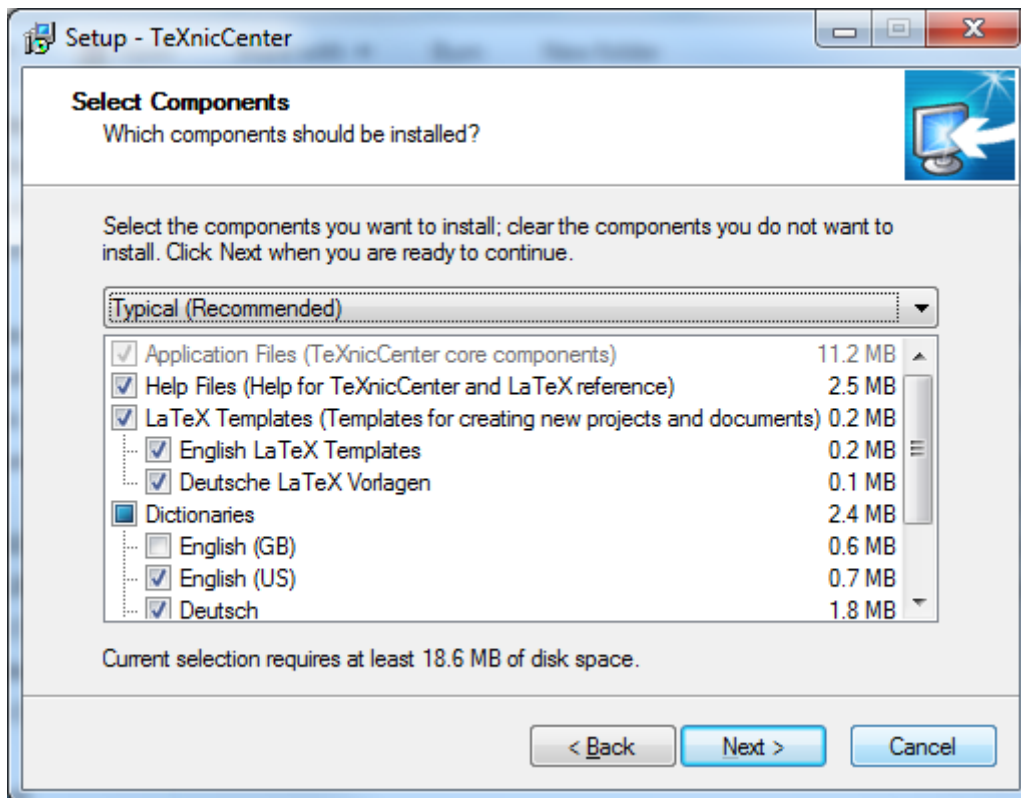 Setup - TeXnicCenter
Select Components
Which components should be installed?
Select the components you want to install; clear the components you do not want to
install. Click Next when you are ready to continue.
Typical (Recommended)
Application Files (TeXnicCenter core components) 11.2 MB
Help Files (Help for TeXnicCenter and LaTeX reference) 2.5 MB
LaTeX Templates (Templates for creating new projects and documents) 0.2 MB
English LaTeX Templates 0.2 MB
Deutsche LaTeX Vorlagen 0.1 MB
Dictionaries 2.4 MB
English (GB) 0.6 MB
English (US) 0.7 MB
Deutsch 1.8 MB
Current selection requires at least 18.6 MB of disk space.
< Back Next > Cancel